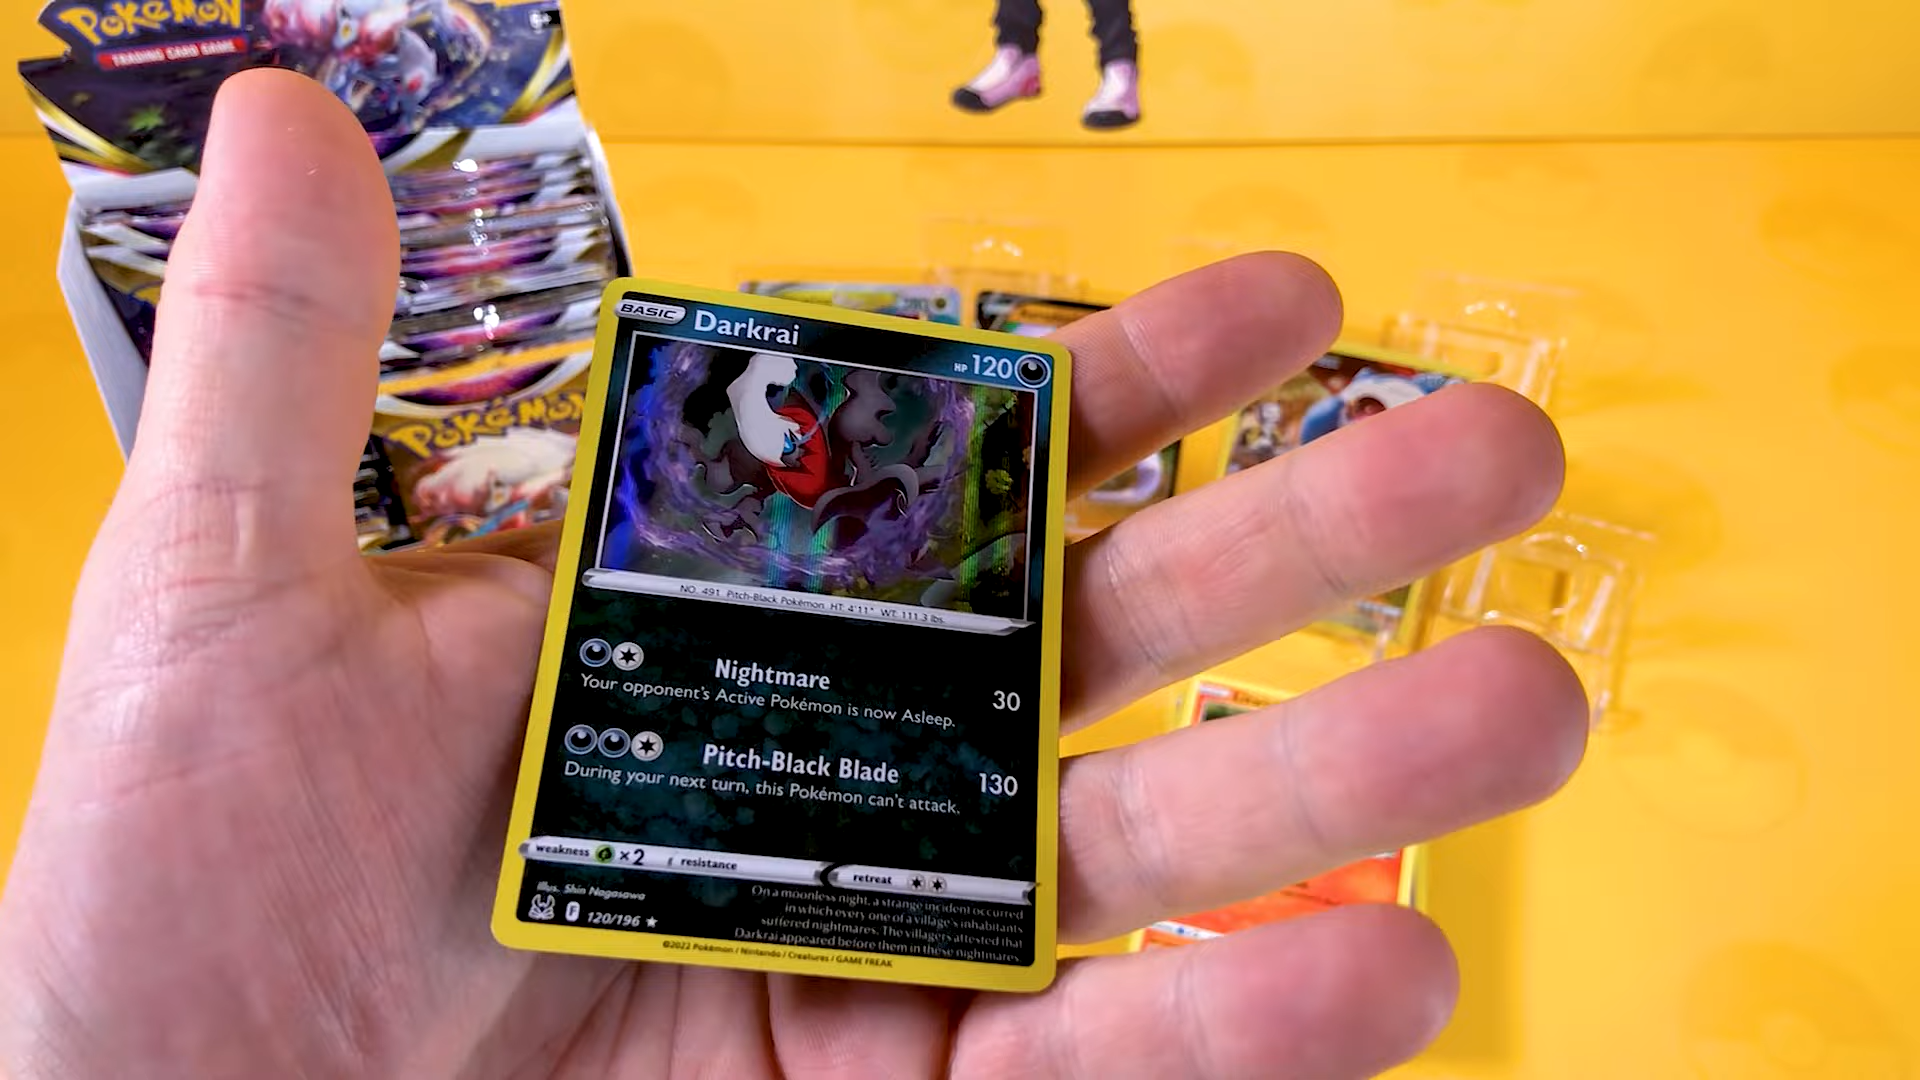 POKéMON
TRADING CARD GAME
POKéMON
BASIC
Darkrai
HP 120
NO. 491 Pitch-Black Pokémon HT: 4'11" WT: 111.3 lbs.
Nightmare
30
Your opponent's Active Pokémon is now Asleep.
Pitch-Black Blade
130
During your next turn, this Pokémon can't attack.
weakness ×2 resistance retreat
Illus. Shin Nagasawa
F 120/196
On a moonless night, a strange incident occurred
in which every one of a village's inhabitants
suffered nightmares. The villagers attested that
Darkrai appeared before them in these nightmares.
©2022 Pokémon / Nintendo / Creatures / GAME FREAK